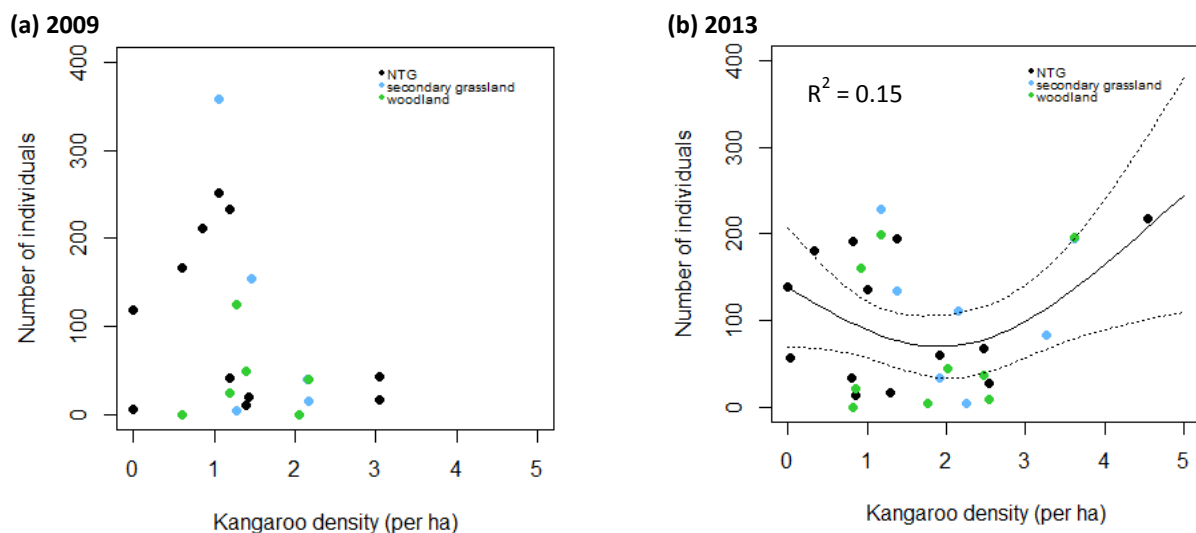 (a) 2009
400
300
200
100
0
Number of individuals
NTG
secondary grassland
woodland
0 1 2 3 4 5
Kangaroo density (per ha)
(b) 2013
400
300
200
100
0
Number of individuals
R² = 0.15
NTG
secondary grassland
woodland
0 1 2 3 4 5
Kangaroo density (per ha)